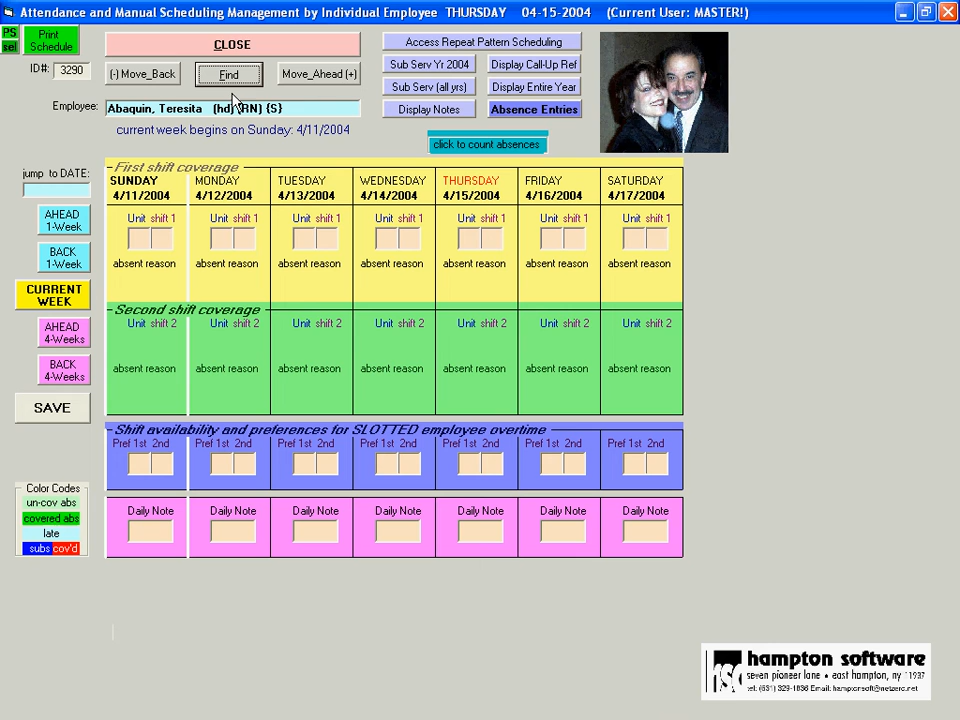 Attendance and Manual Scheduling Management by Individual Employee THURSDAY 04-15-2004 (Current User: MASTER!)
PS
sel
Print
Schedule
CLOSE
ID#: 3290
(-) Move_Back
Find
Move_Ahead (+)
Employee: Abaquin, Teresita (hd) (RN) {S}
current week begins on Sunday: 4/11/2004
Access Repeat Pattern Scheduling
Sub Serv Yr 2004
Display Call-Up Ref
Sub Serv (all yrs)
Display Entire Year
Display Notes
Absence Entries
click to count absences
jump to DATE:
AHEAD
1-Week
BACK
1-Week
CURRENT
WEEK
AHEAD
4-Weeks
BACK
4-Weeks
SAVE
Color Codes
un-cov abs
covered abs
late
subs cov'd
First shift coverage
SUNDAY MONDAY TUESDAY WEDNESDAY THURSDAY FRIDAY SATURDAY
4/11/2004 4/12/2004 4/13/2004 4/14/2004 4/15/2004 4/16/2004 4/17/2004
Unit shift 1 Unit shift 1 Unit shift 1 Unit shift 1 Unit shift 1 Unit shift 1 Unit shift 1
absent reason absent reason absent reason absent reason absent reason absent reason absent reason
Second shift coverage
Unit shift 2 Unit shift 2 Unit shift 2 Unit shift 2 Unit shift 2 Unit shift 2 Unit shift 2
absent reason absent reason absent reason absent reason absent reason absent reason absent reason
Shift availability and preferences for SLOTTED employee overtime
Pref 1st 2nd Pref 1st 2nd Pref 1st 2nd Pref 1st 2nd Pref 1st 2nd Pref 1st 2nd Pref 1st 2nd
Daily Note Daily Note Daily Note Daily Note Daily Note Daily Note Daily Note
hsc hampton software
seven pioneer lane • east hampton, ny 11937
tel: (631) 329-1836 Email: hamptonsoft@netzero.net